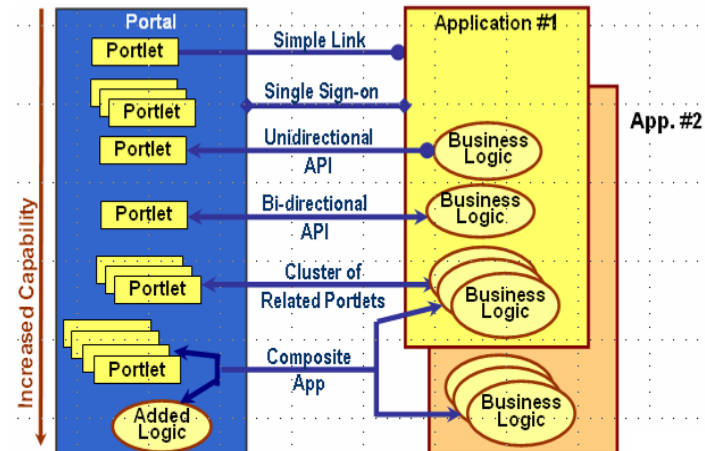 Portal
Application #1
App. #2
Increased Capability
Portlet
Simple Link
Portlet
Single Sign-on
Portlet
Unidirectional
API
Business
Logic
Portlet
Bi-directional
API
Business
Logic
Portlet
Cluster of
Related Portlets
Business
Logic
Portlet
Composite
App
Added
Logic
Business
Logic